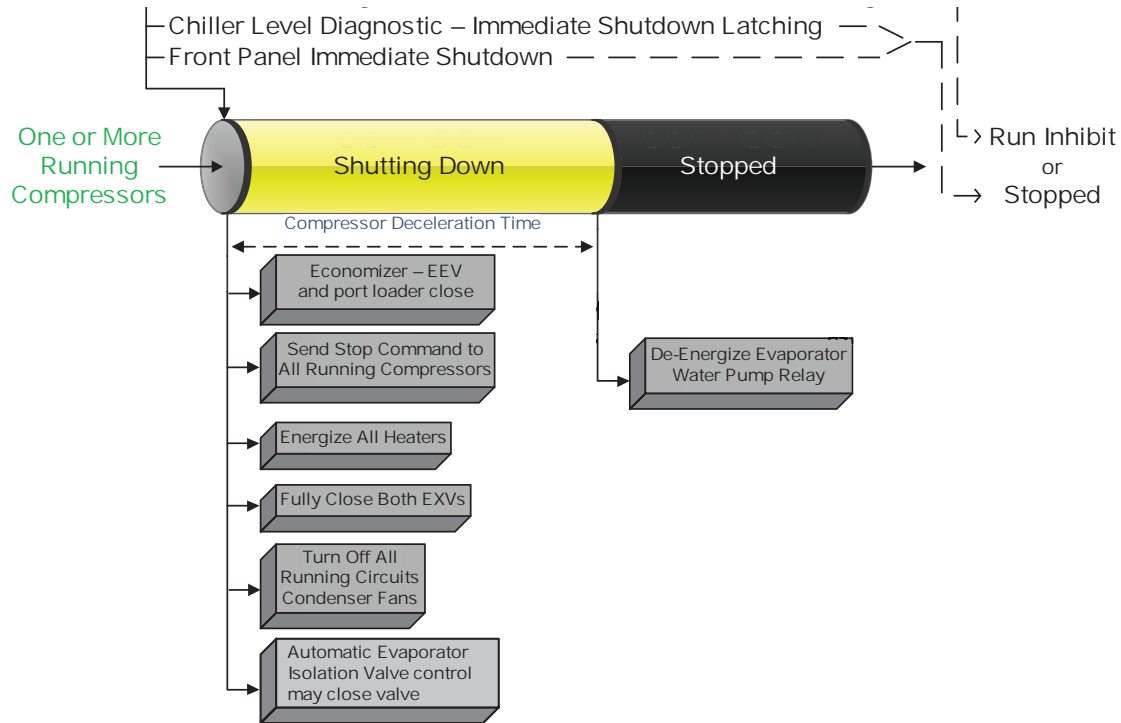 Chiller Level Diagnostic – Immediate Shutdown Latching
Front Panel Immediate Shutdown
One or More
Running
Compressors
Shutting Down
Stopped
Run Inhibit
or
Stopped
Compressor Deceleration Time
Economizer – EEV
and port loader close
Send Stop Command to
All Running Compressors
De-Energize Evaporator
Water Pump Relay
Energize All Heaters
Fully Close Both EXVs
Turn Off All
Running Circuits
Condenser Fans
Automatic Evaporator
Isolation Valve control
may close valve